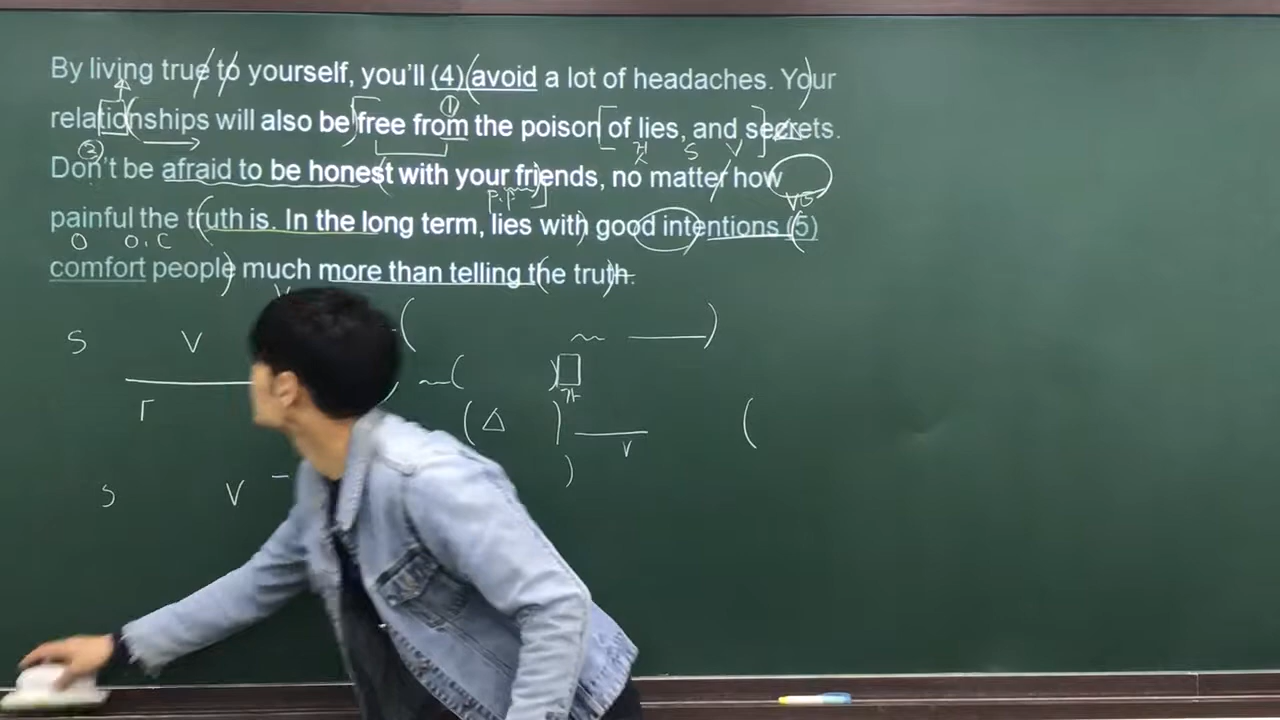 By living true to yourself, you'll (4) avoid a lot of headaches. Your
relationships will also be free from the poison of lies, and secrets.
①
②
Don't be afraid to be honest with your friends, no matter how
S V
p.p
painful the truth is. In the long term, lies with good intentions (5)
O O.C
comfort people much more than telling the truth.
S V
V
S V